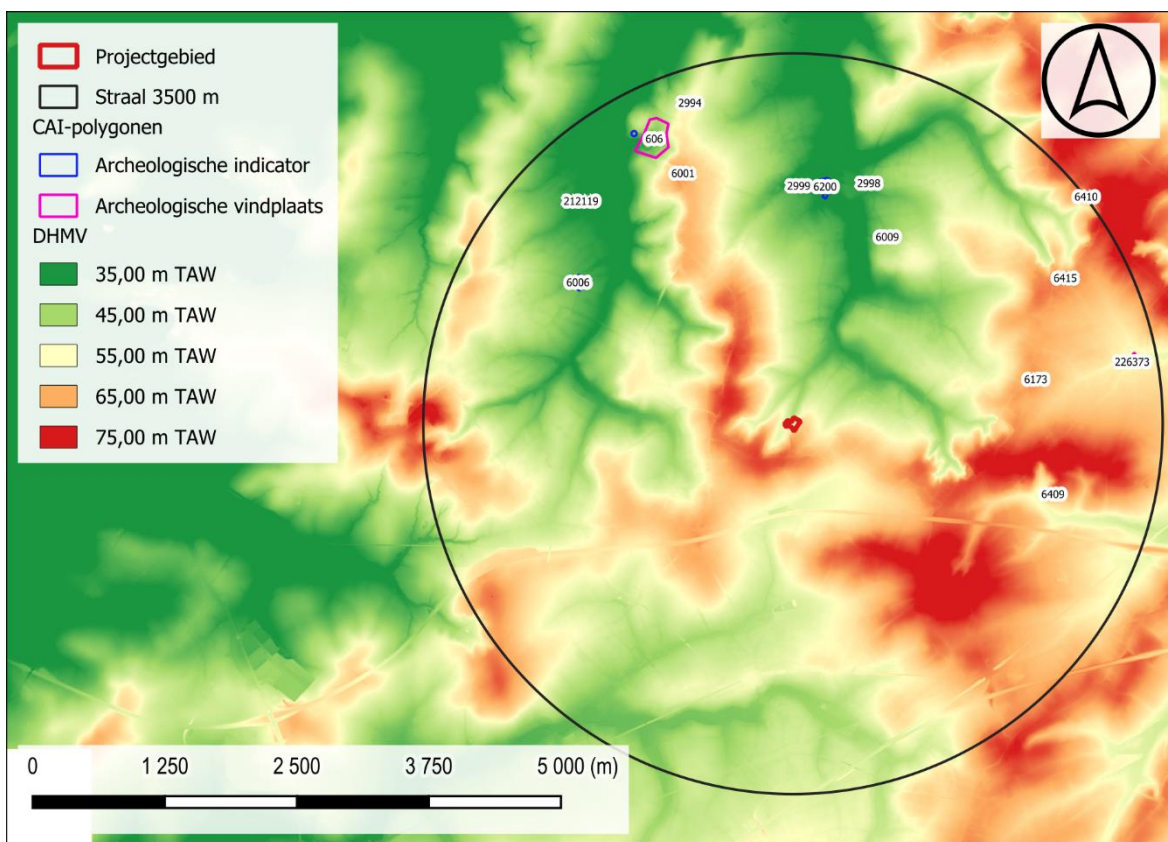 Projectgebied
Straal 3500 m
CAI-polygonen
Archeologische indicator
Archeologische vindplaats
DHMV
35,00 m TAW
45,00 m TAW
55,00 m TAW
65,00 m TAW
75,00 m TAW
2994
606
6001
212119
2999
6200
2998
6410
6009
6415
6006
226373
6173
6409
0
1 250
2 500
3 750
5 000 (m)